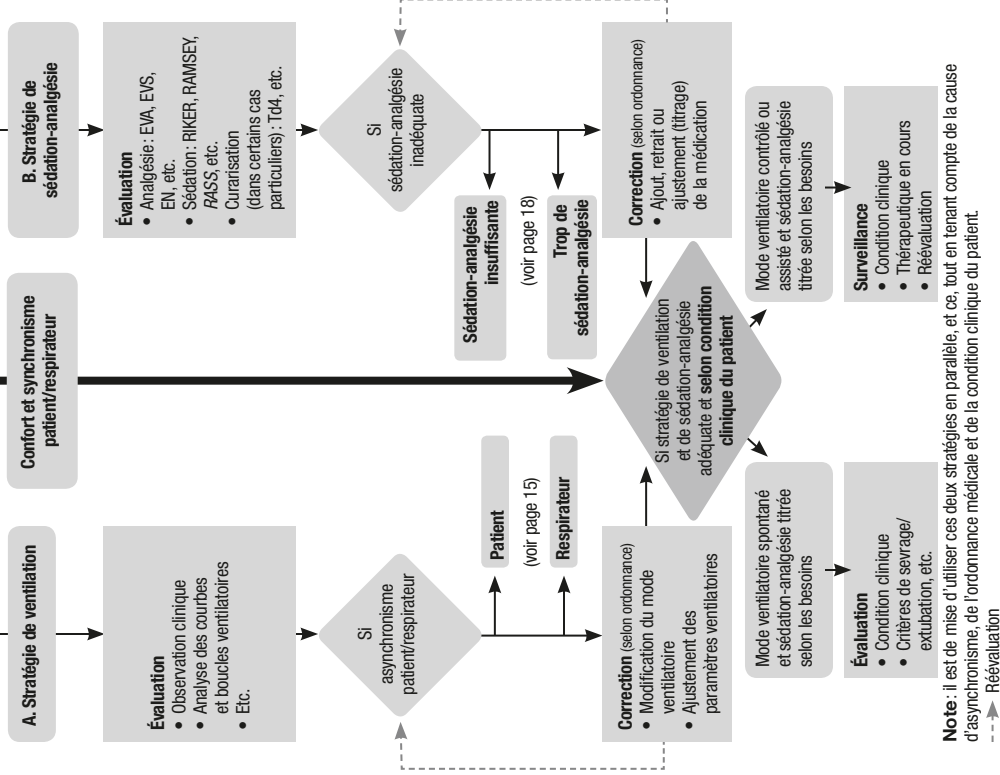 A. Stratégie de ventilation
Évaluation
• Observation clinique
• Analyse des courbes
et boucles ventilatoires
• Etc.
Si
asynchronisme
patient/respirateur
Patient
(voir page 15)
Respirateur
Correction (selon ordonnance)
• Modification du mode
ventilatoire
• Ajustement des
paramètres ventilatoires
Confort et synchronisme
patient/respirateur
B. Stratégie de
sédation-analgésie
Évaluation
• Analgésie : EVA, EVS,
EN, etc.
• Sédation : RIKER, RAMSEY,
RASS, etc.
• Curarisation
(dans certains cas
particuliers) : Td4, etc.
Si
sédation-analgésie
inadéquate
Sédation-analgésie
insuffisante
(voir page 18)
Trop de
sédation-analgésie
Correction (selon ordonnance)
• Ajout, retrait ou
ajustement (titrage)
de la médication
Si stratégie de ventilation
et de sédation-analgésie
adéquate et selon condition
clinique du patient
Mode ventilatoire spontané
et sédation-analgésie titrée
selon les besoins
Évaluation
• Condition clinique
• Critères de sevrage/
extubation, etc.
Mode ventilatoire contrôlé ou
assisté et sédation-analgésie
titrée selon les besoins
Surveillance
• Condition clinique
• Thérapeutique en cours
• Réévaluation
Note : il est de mise d'utiliser ces deux stratégies en parallèle, et ce, tout en tenant compte de la cause
d'asynchronisme, de l'ordonnance médicale et de la condition clinique du patient.
Réévaluation